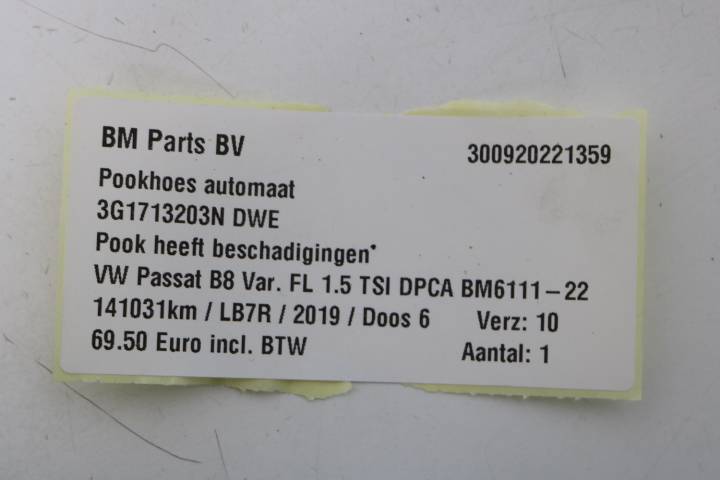 BM Parts BV 300920221359
Pookhoes automaat
3G1713203N DWE
Pook heeft beschadigingen*
VW Passat B8 Var. FL 1.5 TSI DPCA BM6111-22
141031km / LB7R / 2019 / Doos 6 Verz: 10
69.50 Euro incl. BTW Aantal: 1